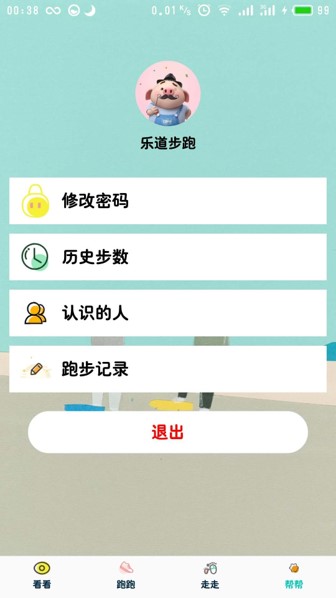 00:38
0.01 K/s
99
乐道步跑
修改密码
历史步数
认识的人
跑步记录
退出
看看
跑跑
走走
帮帮